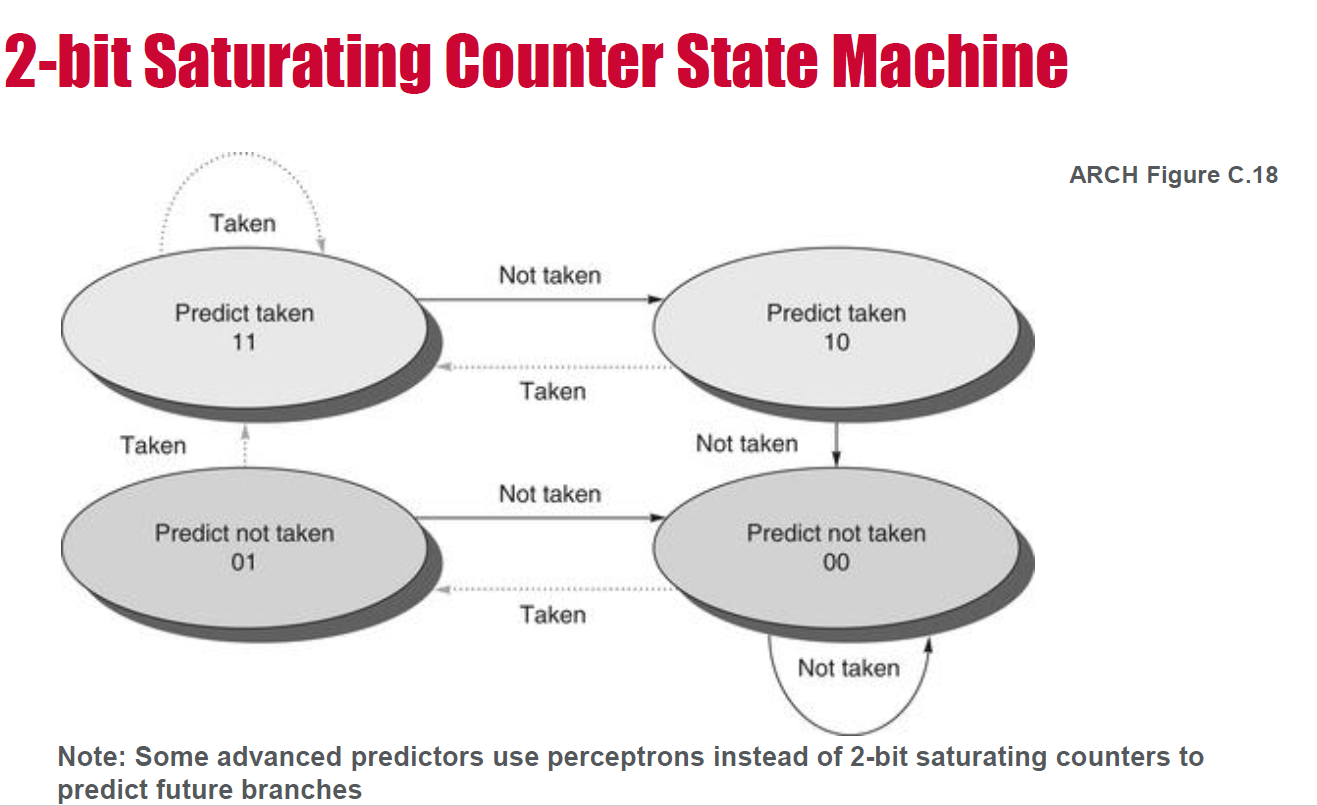 2-bit Saturating Counter State Machine
ARCH Figure C.18
Taken
Predict taken
11
Not taken
Predict taken
10
Taken
Taken
Not taken
Predict not taken
01
Not taken
Predict not taken
00
Taken
Not taken
Note: Some advanced predictors use perceptrons instead of 2-bit saturating counters to
predict future branches